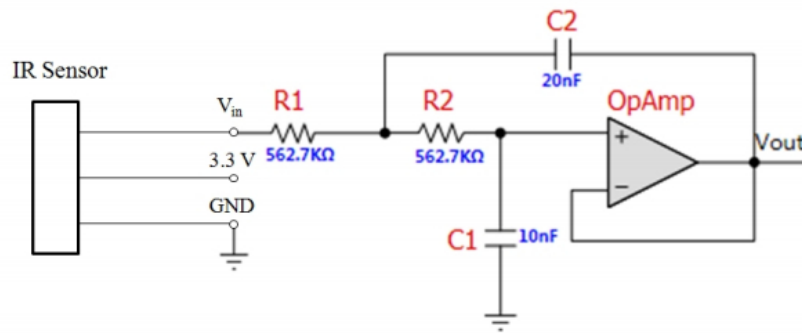 C2
20nF
IR Sensor
Vin
R1
R2
OpAmp
562.7KΩ
562.7KΩ
+
−
Vout
3.3 V
GND
C1
10nF